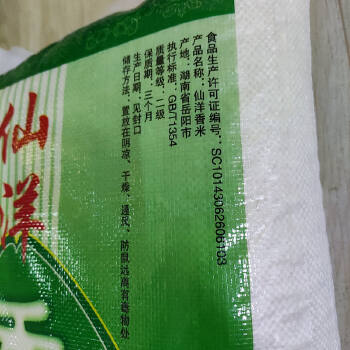 食品生产许可证编号：SC10143062606103
产品名称：仙洋香米
产地：湖南省岳阳市
执行标准：GB/T1354
质量等级：二级
保质期：三个月
生产日期：见封口
储存方法：置放在阴凉、干燥、通风、防鼠远离有毒物处
仙洋